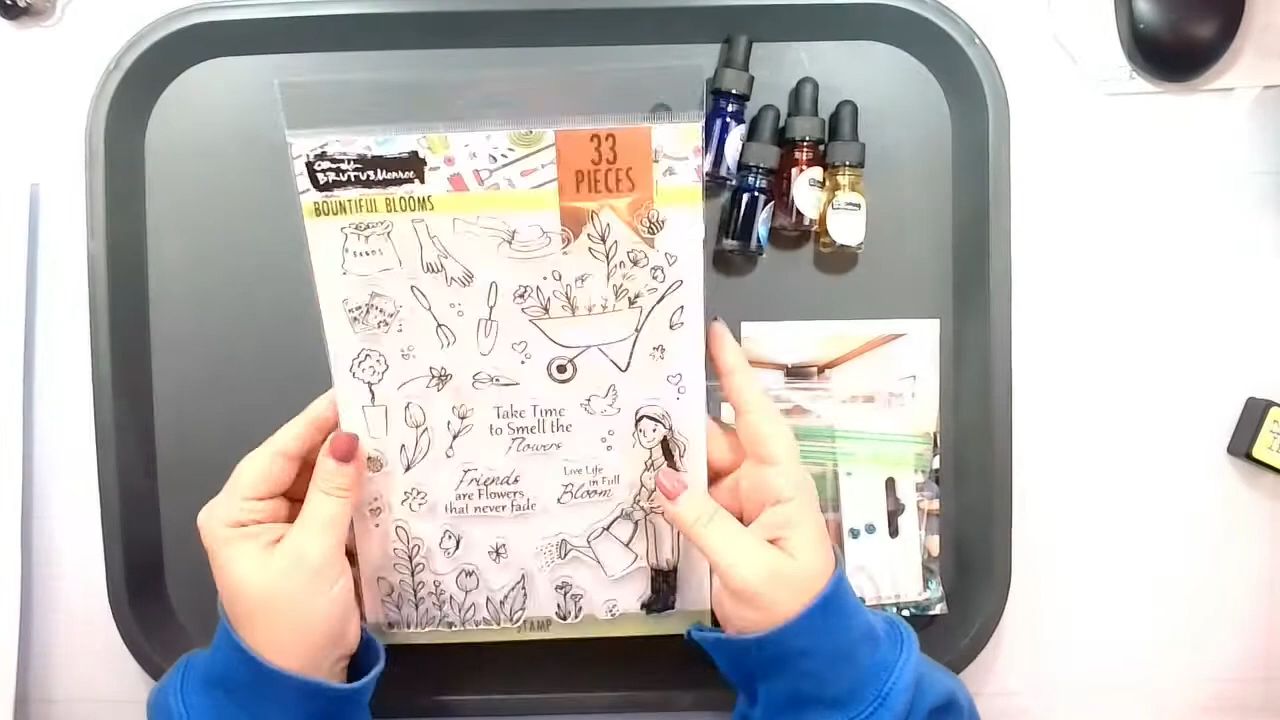 BRUTUS Monroe
33
PIECES
BOUNTIFUL BLOOMS
SEEDS
Take Time
to Smell the
Flowers
Friends
are Flowers
that never fade
Live Life
in Full
Bloom
STAMP